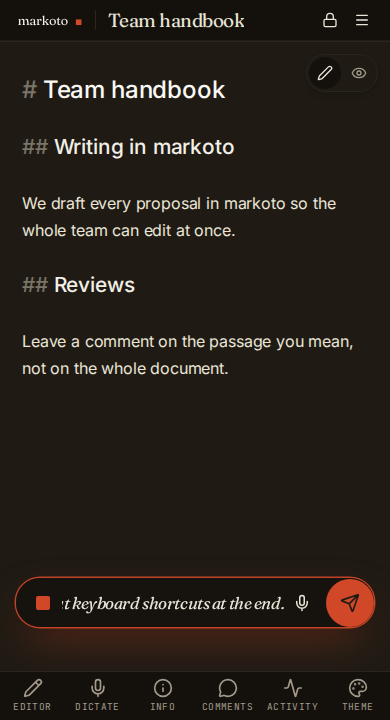 markoto
Team handbook
# Team handbook
## Writing in markoto
We draft every proposal in markoto so the
whole team can edit at once.
## Reviews
Leave a comment on the passage you mean,
not on the whole document.
keyboard shortcuts at the end.
EDITOR
DICTATE
INFO
COMMENTS
ACTIVITY
THEME